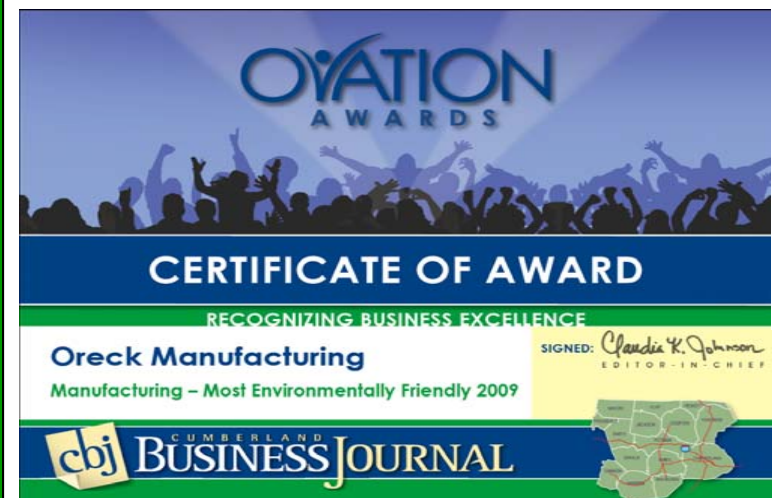 OVATION
AWARDS
CERTIFICATE OF AWARD
RECOGNIZING BUSINESS EXCELLENCE
Oreck Manufacturing
Manufacturing – Most Environmentally Friendly 2009
SIGNED: Claudia K. Johnson
EDITOR-IN-CHIEF
cbj CUMBERLAND
BUSINESS JOURNAL